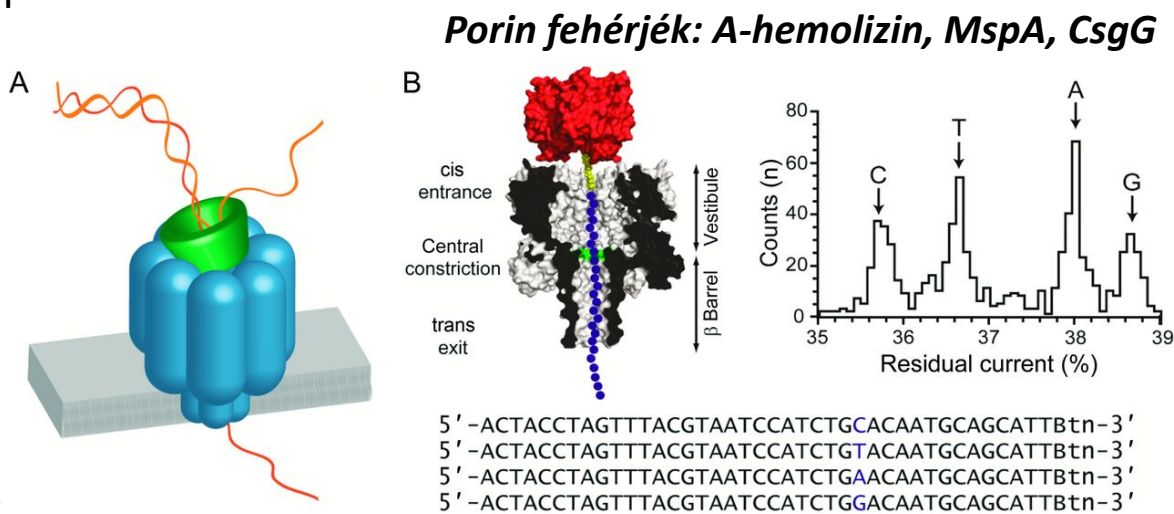 Porin fehérjék: A-hemolizin, MspA, CsgG
A
B
cis
entrance
Central
constriction
trans
exit
Vestibule
β Barrel
Counts (n)
80
60
40
20
0
C
T
A
G
35
36
37
38
39
Residual current (%)
5′-ACTACCTAGTTTACGTAATCCATCTGCACAATGCAGCATTBtn-3′
5′-ACTACCTAGTTTACGTAATCCATCTGTACAATGCAGCATTBtn-3′
5′-ACTACCTAGTTTACGTAATCCATCTGAACAATGCAGCATTBtn-3′
5′-ACTACCTAGTTTACGTAATCCATCTGGACAATGCAGCATTBtn-3′